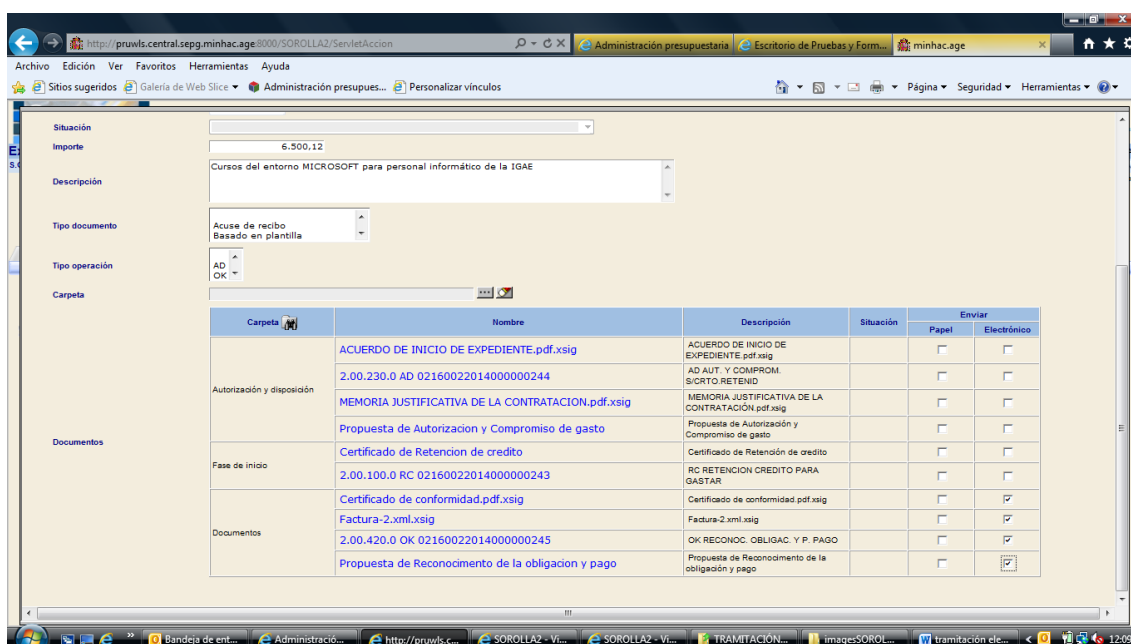 http://pruwls.central.sepg.minhac.age:8000/SOROLLA2/ServletAccion
Administración presupuestaria
Escritorio de Pruebas y Form...
minhac.age
Archivo Edición Ver Favoritos Herramientas Ayuda
Sitios sugeridos Galería de Web Slice Administración presupues... Personalizar vínculos Página Seguridad Herramientas
Situación
Importe 6.500,12
Descripción Cursos del entorno MICROSOFT para personal informático de la IGAE
Tipo documento
Acuse de recibo
Basado en plantilla
Tipo operación
AD
OK
Carpeta
Carpeta Nombre Descripción Situación Enviar
Papel Electrónico
Documentos
Autorización y disposición
ACUERDO DE INICIO DE EXPEDIENTE.pdf.xsig
ACUERDO DE INICIO DE
EXPEDIENTE.pdf.xsig
2.00.230.0 AD 02160022014000000244
AD AUT. Y COMPROM.
S/CRTO.RETENID
MEMORIA JUSTIFICATIVA DE LA CONTRATACION.pdf.xsig
MEMORIA JUSTIFICATIVA DE LA
CONTRATACIÓN.pdf.xsig
Propuesta de Autorizacion y Compromiso de gasto
Propuesta de Autorización y
Compromiso de gasto
Fase de inicio
Certificado de Retencion de credito
Certificado de Retención de credito
2.00.100.0 RC 02160022014000000243
RC RETENCION CREDITO PARA
GASTAR
Documentos
Certificado de conformidad.pdf.xsig
Certificado de conformidad.pdf.xsig
Factura-2.xml.xsig
Factura-2.xml.xsig
2.00.420.0 OK 02160022014000000245
OK RECONOC. OBLIGAC. Y P. PAGO
Propuesta de Reconocimento de la obligacion y pago
Propuesta de Reconocimento de la
obligación y pago
Bandeja de ent...
Administració...
http://pruwls.c...
SOROLLA2 - Vi...
SOROLLA2 - Vi...
TRAMITACIÓN...
imagesSOROL...
tramitación ele...
12:09